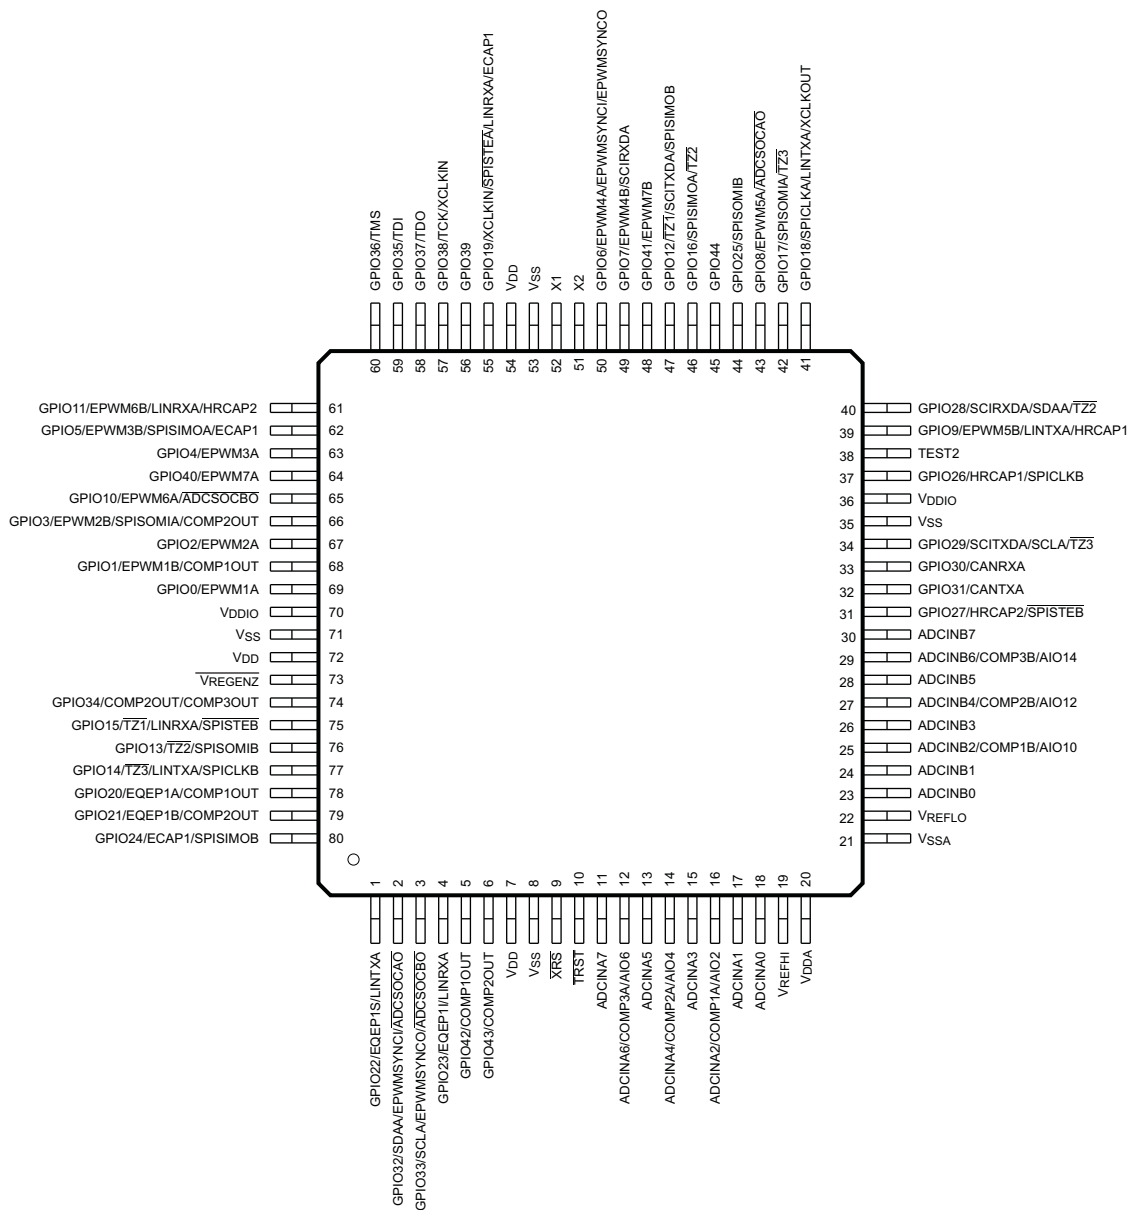 GPIO36/TMS
GPIO35/TDI
GPIO37/TDO
GPIO38/TCK/XCLKIN
GPIO39
GPIO19/XCLKIN/SPISTEA/LINRXA/ECAP1
VDD
VSS
X1
X2
GPIO6/EPWM4A/EPWMSYNCI/EPWMSYNCO
GPIO7/EPWM4B/SCIRXDA
GPIO41/EPWM7B
GPIO12/TZ1/SCITXDA/SPISIMOB
GPIO16/SPISIMOA/TZ2
GPIO44
GPIO25/SPISOMIB
GPIO8/EPWM5A/ADCSOCAO
GPIO17/SPISOMIA/TZ3
GPIO18/SPICLKA/LINTXA/XCLKOUT
60
59
58
57
56
55
54
53
52
51
50
49
48
47
46
45
44
43
42
41
GPIO11/EPWM6B/LINRXA/HRCAP2 61
GPIO5/EPWM3B/SPISIMOA/ECAP1 62
GPIO4/EPWM3A 63
GPIO40/EPWM7A 64
GPIO10/EPWM6A/ADCSOCBO 65
GPIO3/EPWM2B/SPISOMIA/COMP2OUT 66
GPIO2/EPWM2A 67
GPIO1/EPWM1B/COMP1OUT 68
GPIO0/EPWM1A 69
VDDIO 70
VSS 71
VDD 72
VREGENZ 73
GPIO34/COMP2OUT/COMP3OUT 74
GPIO15/TZ1/LINRXA/SPISTEB 75
GPIO13/TZ2/SPISOMIB 76
GPIO14/TZ3/LINTXA/SPICLKB 77
GPIO20/EQEP1A/COMP1OUT 78
GPIO21/EQEP1B/COMP2OUT 79
GPIO24/ECAP1/SPISIMOB 80
40 GPIO28/SCIRXDA/SDAA/TZ2
39 GPIO9/EPWM5B/LINTXA/HRCAP1
38 TEST2
37 GPIO26/HRCAP1/SPICLKB
36 VDDIO
35 VSS
34 GPIO29/SCITXDA/SCLA/TZ3
33 GPIO30/CANRXA
32 GPIO31/CANTXA
31 GPIO27/HRCAP2/SPISTEB
30 ADCINB7
29 ADCINB6/COMP3B/AIO14
28 ADCINB5
27 ADCINB4/COMP2B/AIO12
26 ADCINB3
25 ADCINB2/COMP1B/AIO10
24 ADCINB1
23 ADCINB0
22 VREFLO
21 VSSA
1
2
3
4
5
6
7
8
9
10
11
12
13
14
15
16
17
18
19
20
GPIO22/EQEP1S/LINTXA
GPIO32/SDAA/EPWMSYNCI/ADCSOCAO
GPIO33/SCLA/EPWMSYNCO/ADCSOCBO
GPIO23/EQEP1I/LINRXA
GPIO42/COMP1OUT
GPIO43/COMP2OUT
VDD
VSS
XRS
TRST
ADCINA7
ADCINA6/COMP3A/AIO6
ADCINA5
ADCINA4/COMP2A/AIO4
ADCINA3
ADCINA2/COMP1A/AIO2
ADCINA1
ADCINA0
VREFHI
VDDA